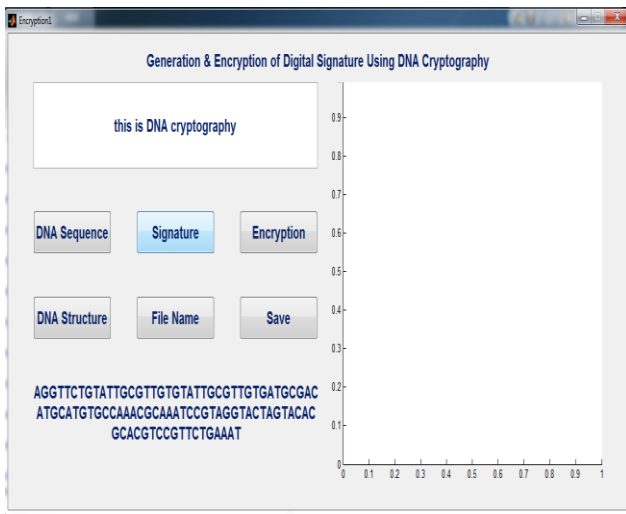 Encryption1
Generation & Encryption of Digital Signature Using DNA Cryptography
this is DNA cryptography
DNA Sequence
Signature
Encryption
DNA Structure
File Name
Save
AGGTTCTGTATTGCGTTGTGTATTGCGTTGTGATGCGAC
ATGCATGTGCCAAACGCAAATCCGTAGGTACTAGTACAC
GCACGTCCGTTCTGAAAT
0.9
0.8
0.7
0.6
0.5
0.4
0.3
0.2
0.1
0
0 0.1 0.2 0.3 0.4 0.5 0.6 0.7 0.8 0.9 1